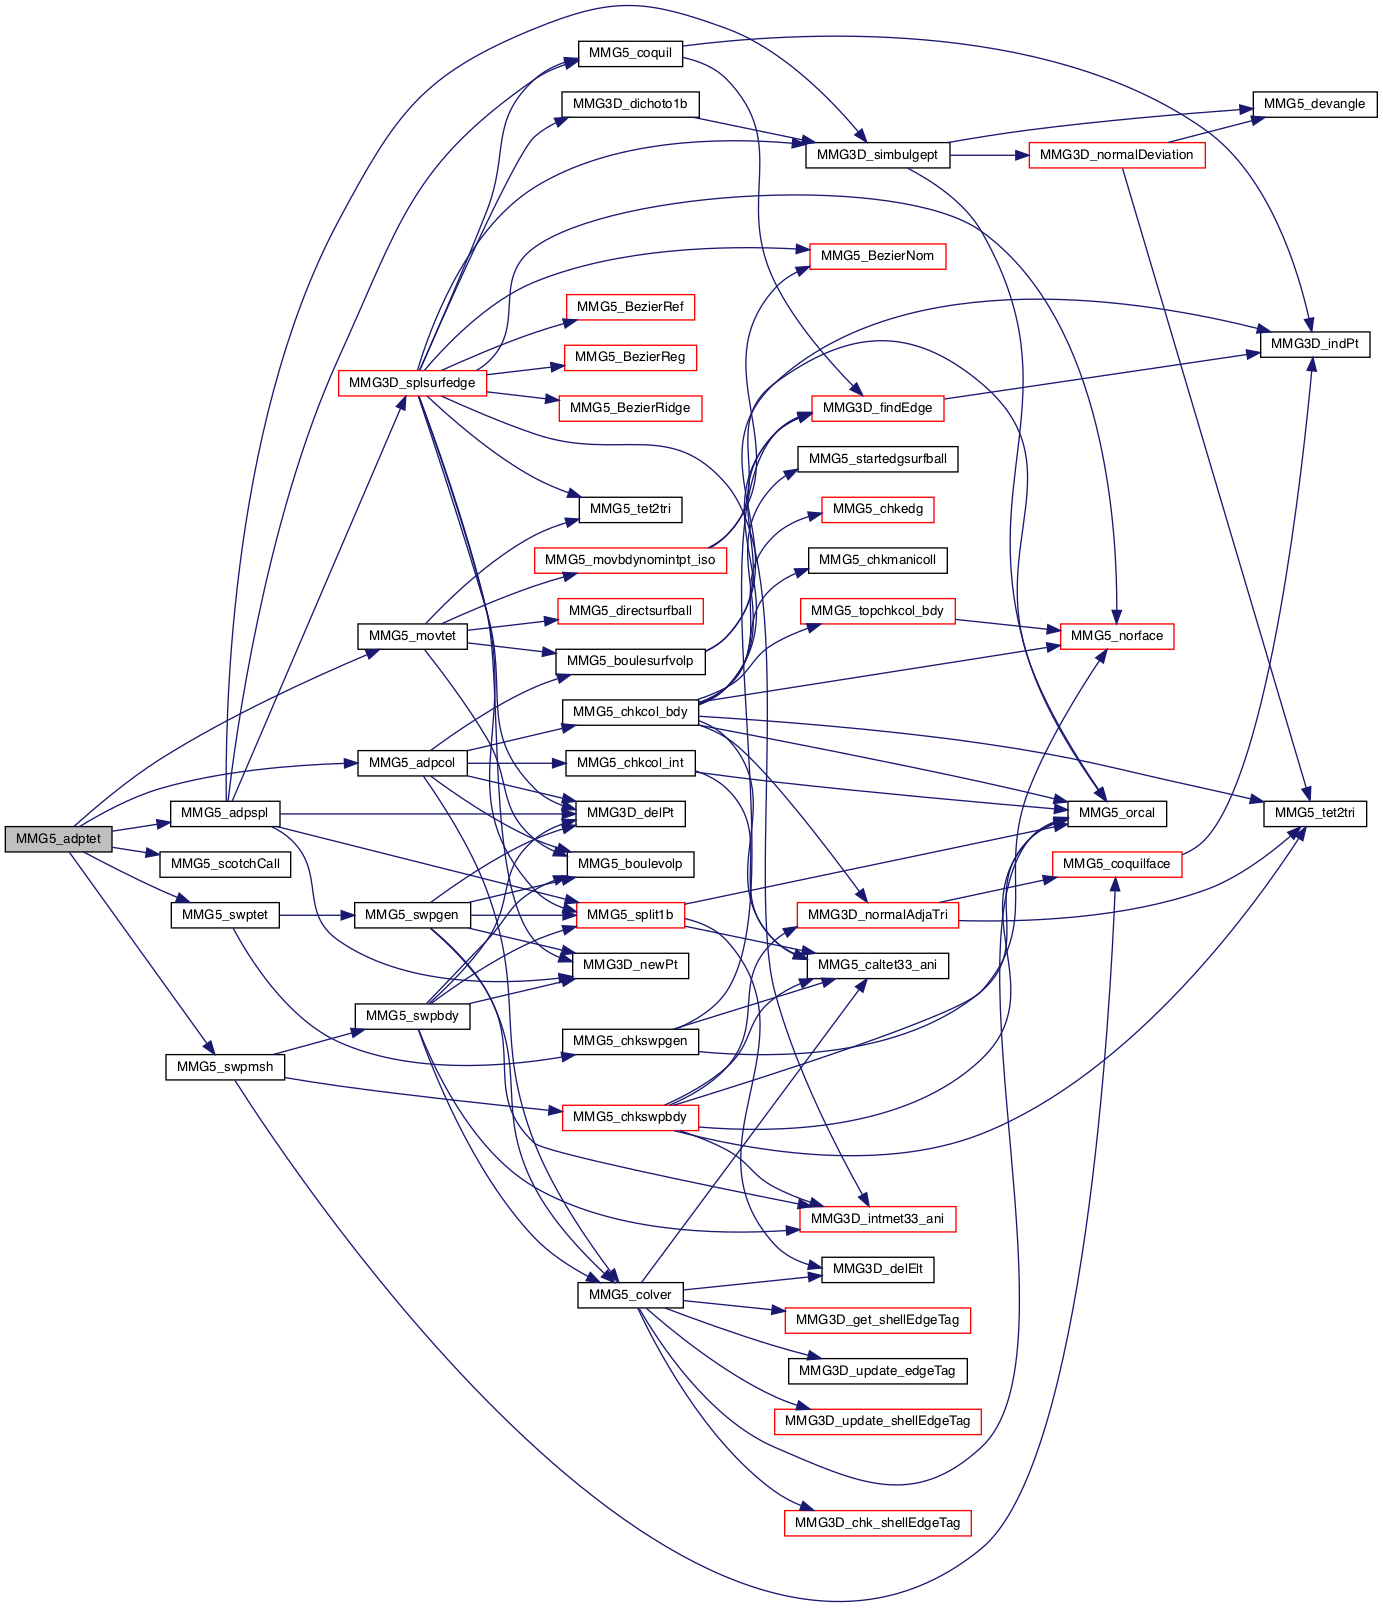 MMG5_coquil
MMG3D_dichoto1b
MMG5_devangle
MMG3D_simbulgept
MMG3D_normalDeviation
MMG5_BezierNom
MMG5_BezierRef
MMG5_BezierReg
MMG3D_indPt
MMG3D_splsurfedge
MMG5_BezierRidge
MMG3D_findEdge
MMG5_startedgsurfball
MMG5_tet2tri
MMG5_chkedg
MMG5_movbdynomintpt_iso
MMG5_chkmanicoll
MMG5_directsurfball
MMG5_topchkcol_bdy
MMG5_movtet
MMG5_norface
MMG5_boulesurfvolp
MMG5_chkcol_bdy
MMG5_adpcol
MMG5_chkcol_int
MMG5_adpspl
MMG3D_delPt
MMG5_orcal
MMG5_tet2tri
MMG5_adptet
MMG5_scotchCall
MMG5_boulevolp
MMG5_coquilface
MMG5_swptet
MMG5_swpgen
MMG5_split1b
MMG3D_normalAdjaTri
MMG3D_newPt
MMG5_caltet33_ani
MMG5_swpbdy
MMG5_chkswpgen
MMG5_swpmsh
MMG5_chkswpbdy
MMG3D_intmet33_ani
MMG3D_delElt
MMG5_colver
MMG3D_get_shellEdgeTag
MMG3D_update_edgeTag
MMG3D_update_shellEdgeTag
MMG3D_chk_shellEdgeTag